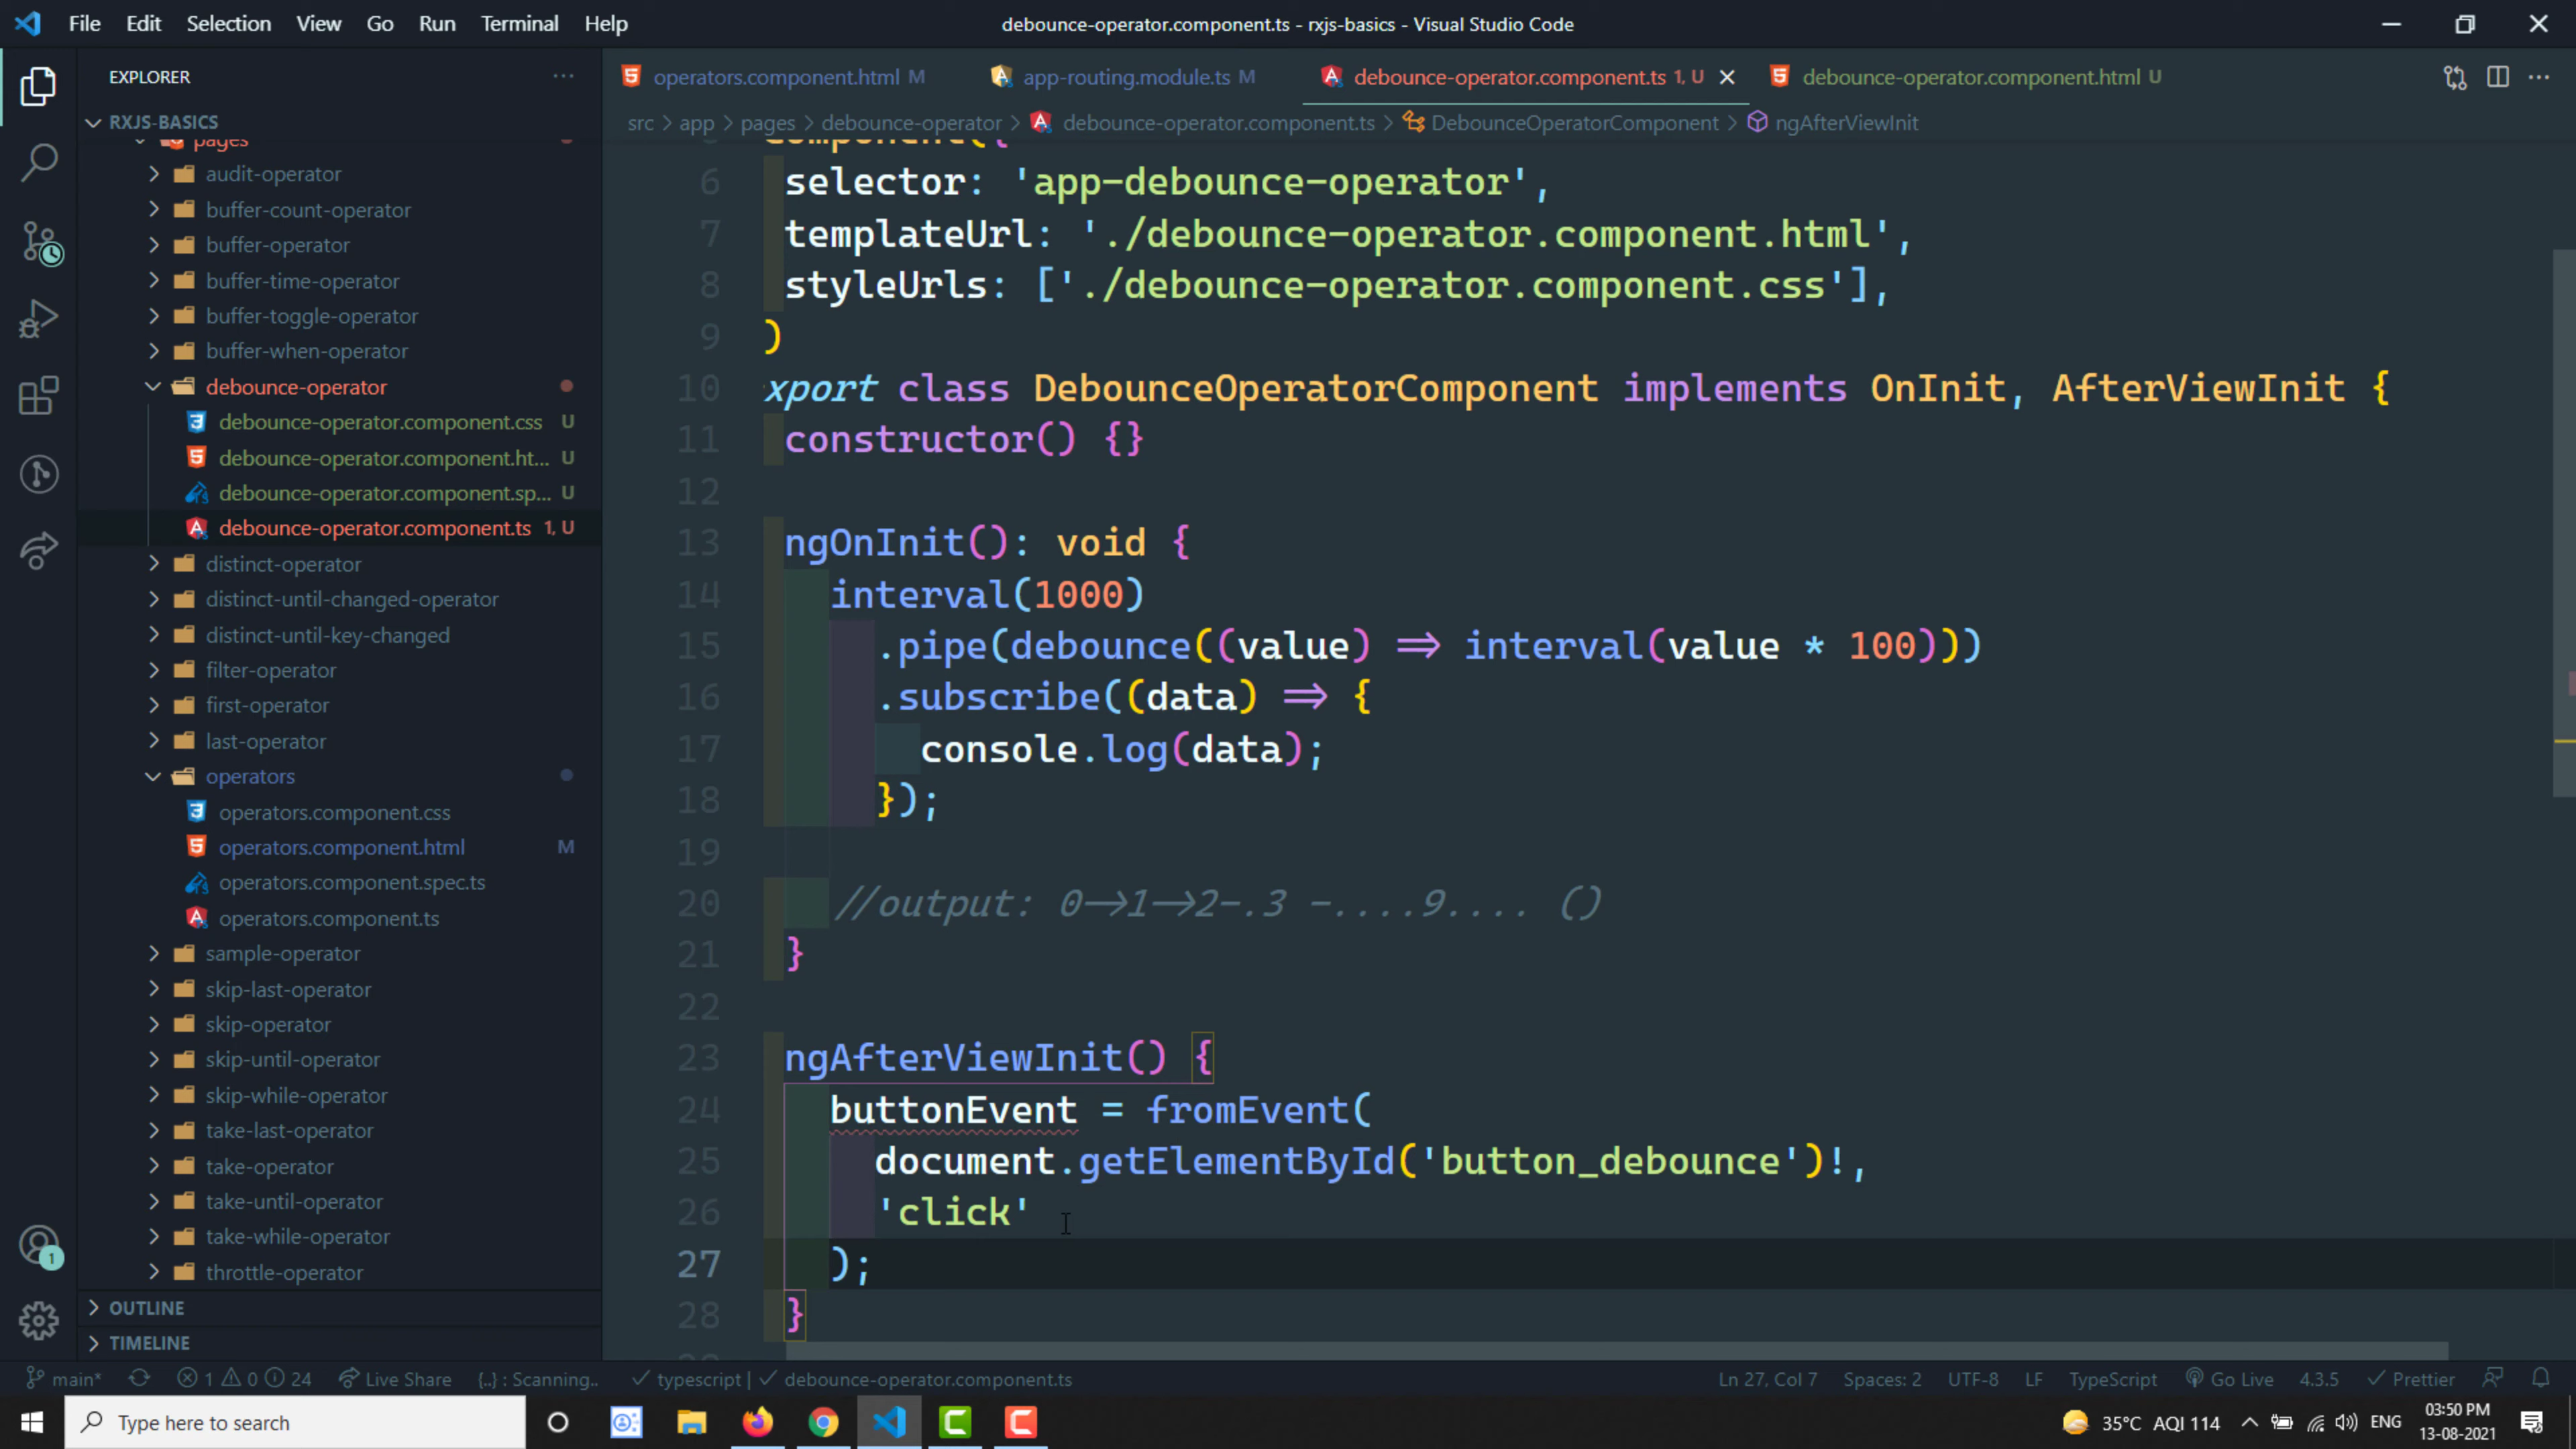 File Edit Selection View Go Run Terminal Help
debounce-operator.component.ts - rxjs-basics - Visual Studio Code
EXPLORER
RXJS-BASICS
pages
audit-operator
buffer-count-operator
buffer-operator
buffer-time-operator
buffer-toggle-operator
buffer-when-operator
debounce-operator
debounce-operator.component.css U
debounce-operator.component.ht... U
debounce-operator.component.sp... U
debounce-operator.component.ts 1, U
distinct-operator
distinct-until-changed-operator
distinct-until-key-changed
filter-operator
first-operator
last-operator
operators
operators.component.css
operators.component.html M
operators.component.spec.ts
operators.component.ts
sample-operator
skip-last-operator
skip-operator
skip-until-operator
skip-while-operator
take-last-operator
take-operator
take-until-operator
take-while-operator
throttle-operator
OUTLINE
TIMELINE
operators.component.html M
app-routing.module.ts M
debounce-operator.component.ts 1, U
debounce-operator.component.html U
src > app > pages > debounce-operator > debounce-operator.component.ts > DebounceOperatorComponent > ngAfterViewInit
component({
6 selector: 'app-debounce-operator',
7 templateUrl: './debounce-operator.component.html',
8 styleUrls: ['./debounce-operator.component.css'],
9 )
10 xport class DebounceOperatorComponent implements OnInit, AfterViewInit {
11 constructor() {}
12
13 ngOnInit(): void {
14 interval(1000)
15 .pipe(debounce((value) => interval(value * 100)))
16 .subscribe((data) => {
17 console.log(data);
18 });
19
20 //output: 0->1->2-.3 -....9.... ()
21 }
22
23 ngAfterViewInit() {
24 buttonEvent = fromEvent(
25 document.getElementById('button_debounce')!,
26 'click'
27 );
28 }
main* 1 0 24 Live Share {..} : Scanning.. typescript | debounce-operator.component.ts
Ln 27, Col 7 Spaces: 2 UTF-8 LF TypeScript Go Live 4.3.5 Prettier
1
Type here to search
35°C AQI 114 ENG
03:50 PM
13-08-2021